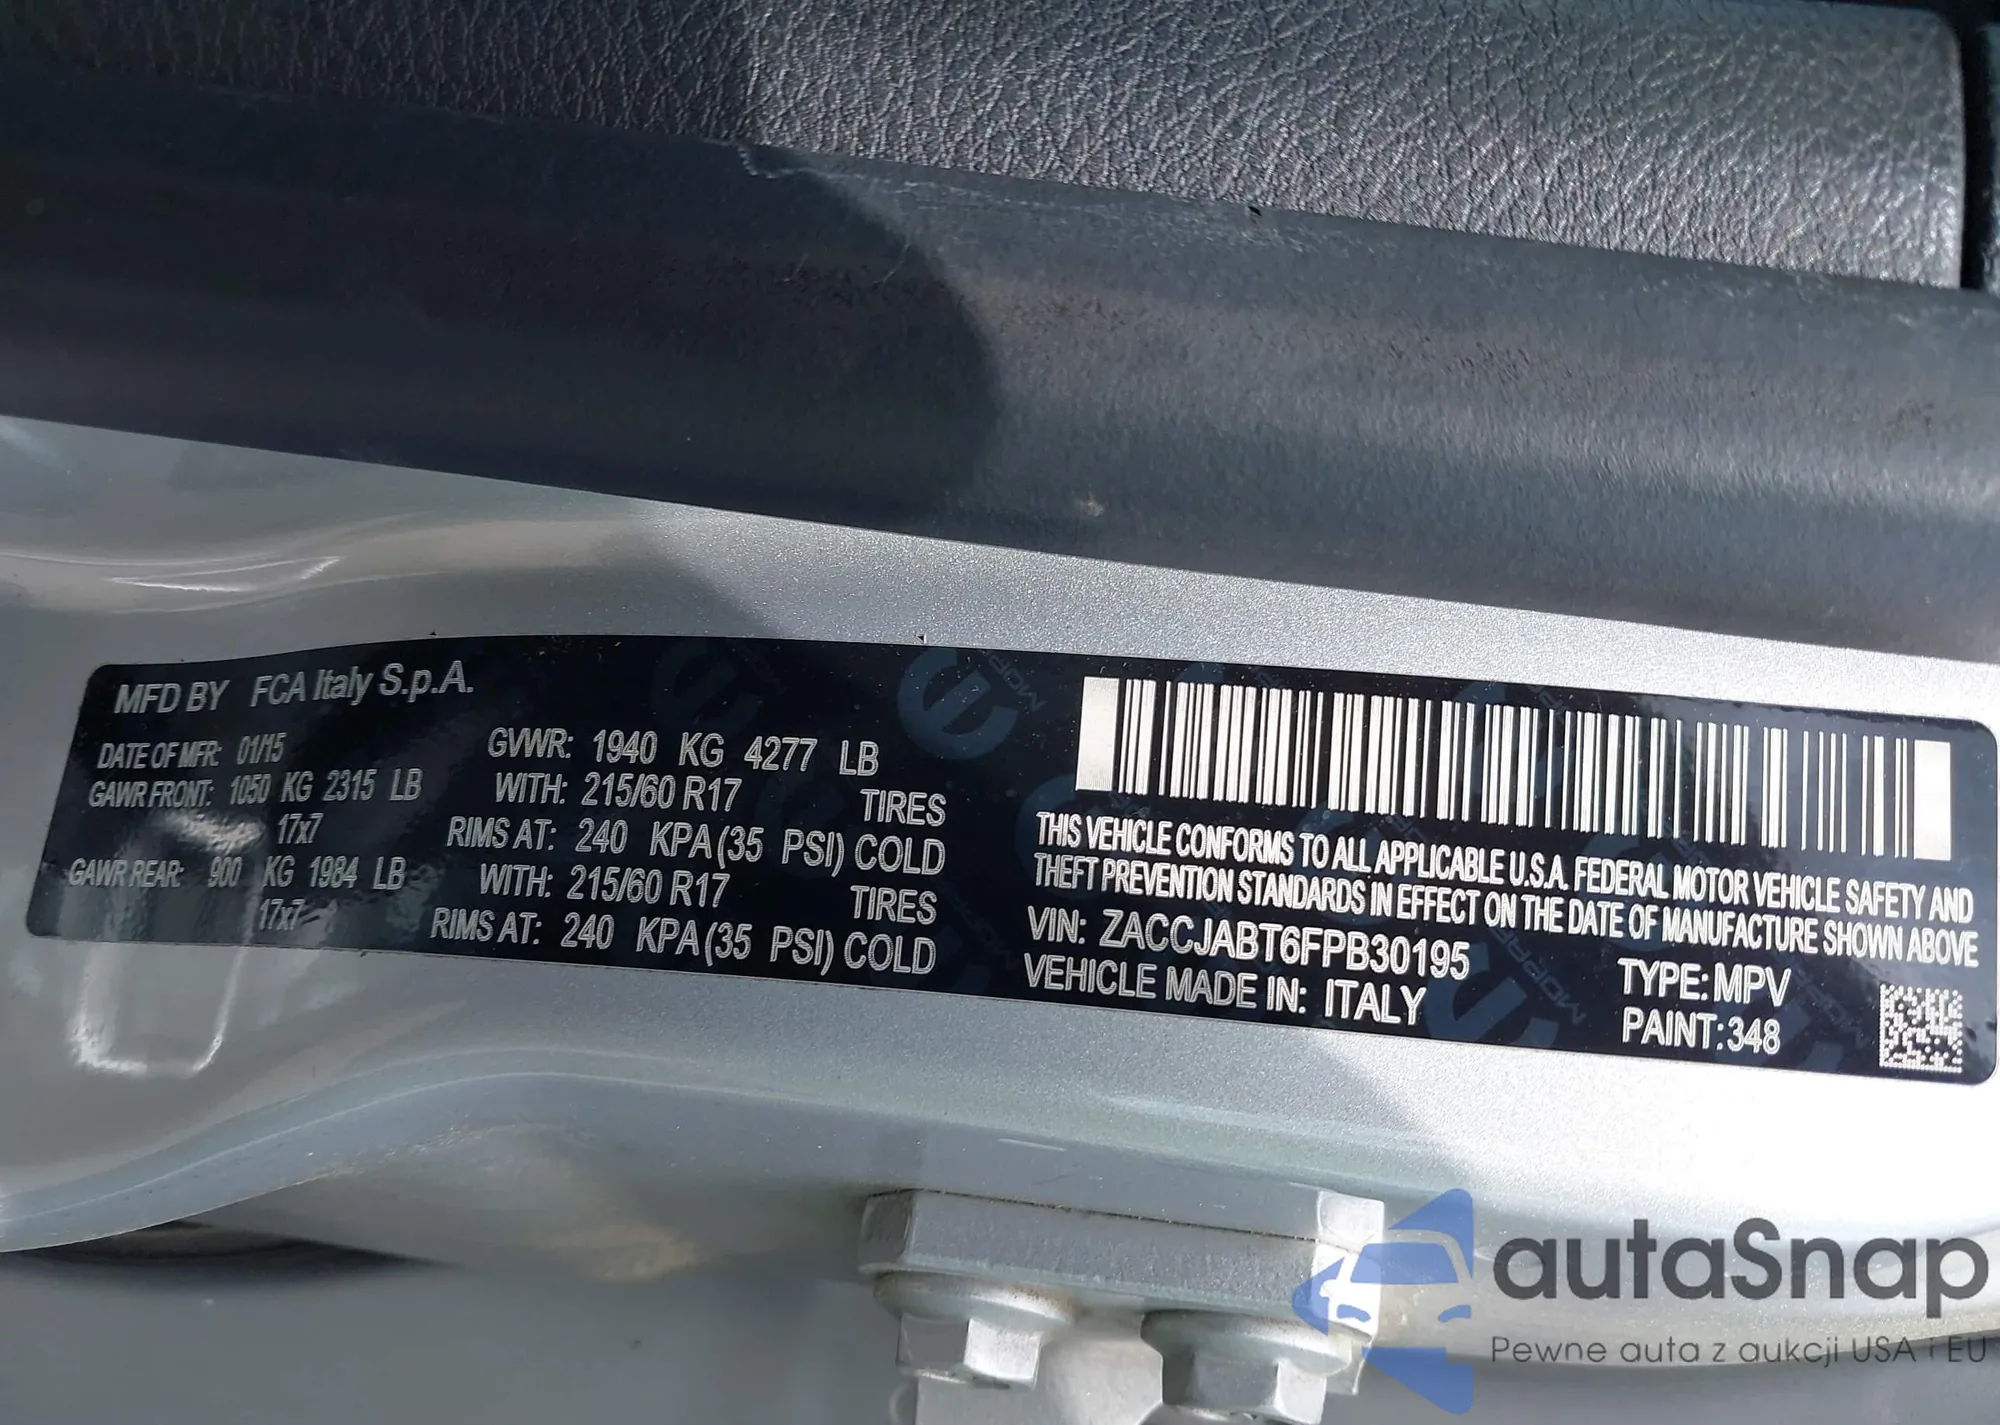 MFD BY FCA Italy S.p.A.
DATE OF MFR: 01/15 GVWR: 1940 KG 4277 LB
GAWR FRONT: 1050 KG 2315 LB WITH: 215/60 R17 TIRES
17x7 RIMS AT: 240 KPA (35 PSI) COLD
GAWR REAR: 900 KG 1984 LB WITH: 215/60 R17 TIRES
17x7 RIMS AT: 240 KPA (35 PSI) COLD
THIS VEHICLE CONFORMS TO ALL APPLICABLE U.S.A. FEDERAL MOTOR VEHICLE SAFETY AND
THEFT PREVENTION STANDARDS IN EFFECT ON THE DATE OF MANUFACTURE SHOWN ABOVE
VIN: ZACCJABT6FPB30195 TYPE: MPV
VEHICLE MADE IN: ITALY PAINT: 348
autaSnap
Pewne auta z aukcji USA i EU